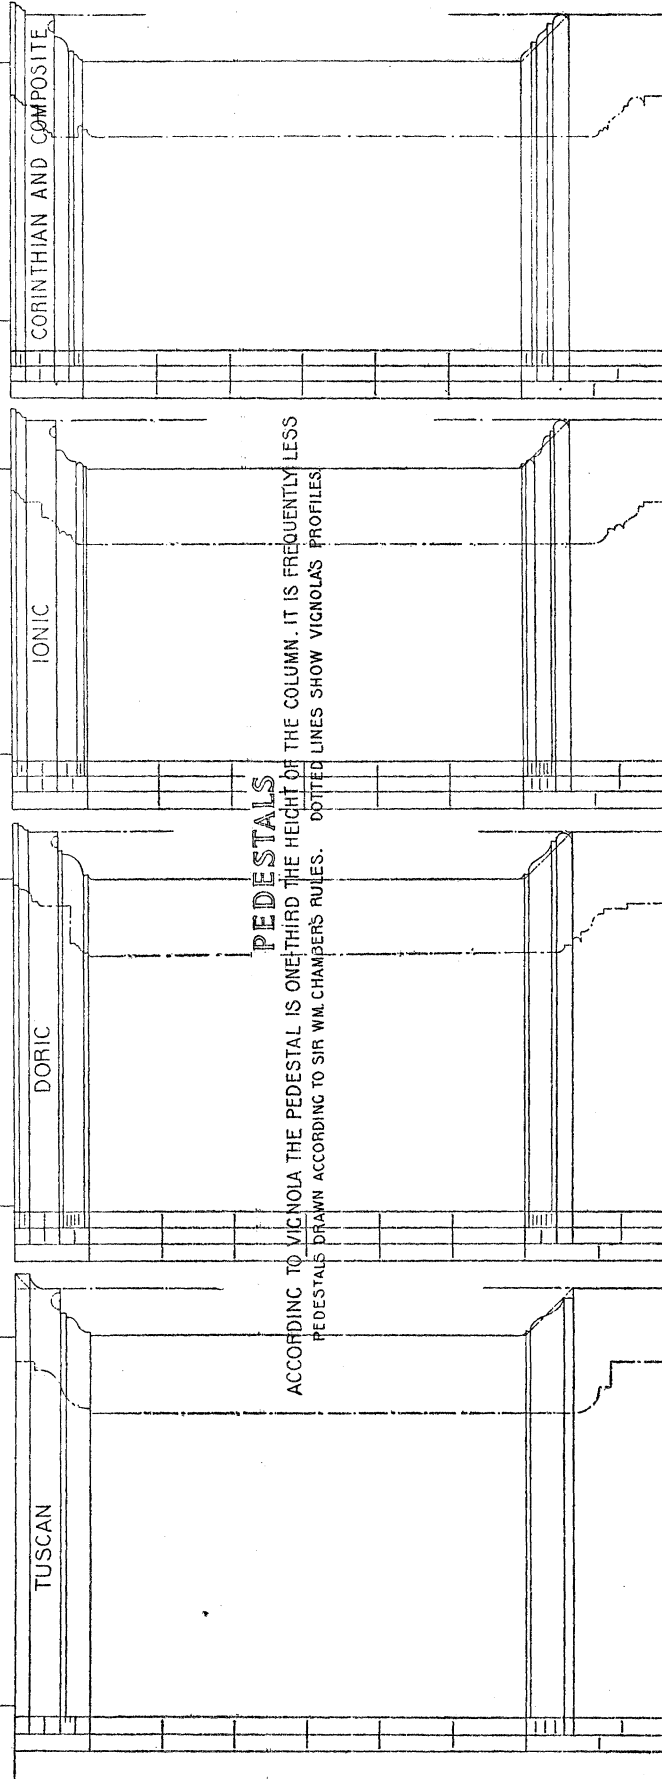 TUSCAN
DORIC
IONIC
CORINTHIAN AND COMPOSITE
PEDESTALS
ACCORDING TO VIGNOLA THE PEDESTAL IS ONE-THIRD THE HEIGHT OF THE COLUMN. IT IS FREQUENTLY LESS
PEDESTALS DRAWN ACCORDING TO SIR WM. CHAMBER'S RULES. DOTTED LINES SHOW VIGNOLA'S PROFILES.